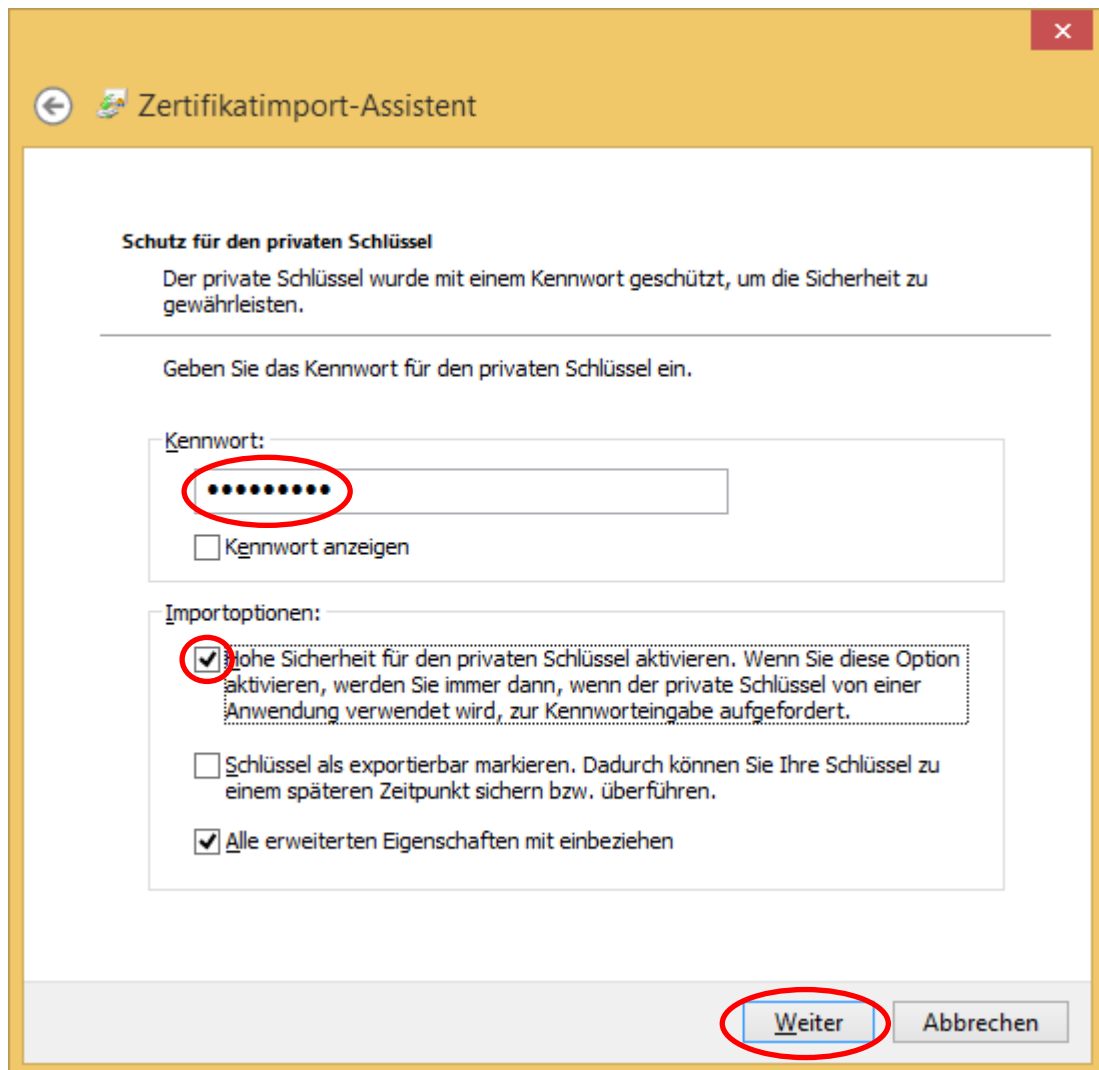 Zertifikatimport-Assistent
Schutz für den privaten Schlüssel
Der private Schlüssel wurde mit einem Kennwort geschützt, um die Sicherheit zu
gewährleisten.
Geben Sie das Kennwort für den privaten Schlüssel ein.
Kennwort:
•••••••••
Kennwort anzeigen
Importoptionen:
Hohe Sicherheit für den privaten Schlüssel aktivieren. Wenn Sie diese Option
aktivieren, werden Sie immer dann, wenn der private Schlüssel von einer
Anwendung verwendet wird, zur Kennworteingabe aufgefordert.
Schlüssel als exportierbar markieren. Dadurch können Sie Ihre Schlüssel zu
einem späteren Zeitpunkt sichern bzw. überführen.
Alle erweiterten Eigenschaften mit einbeziehen
Weiter
Abbrechen